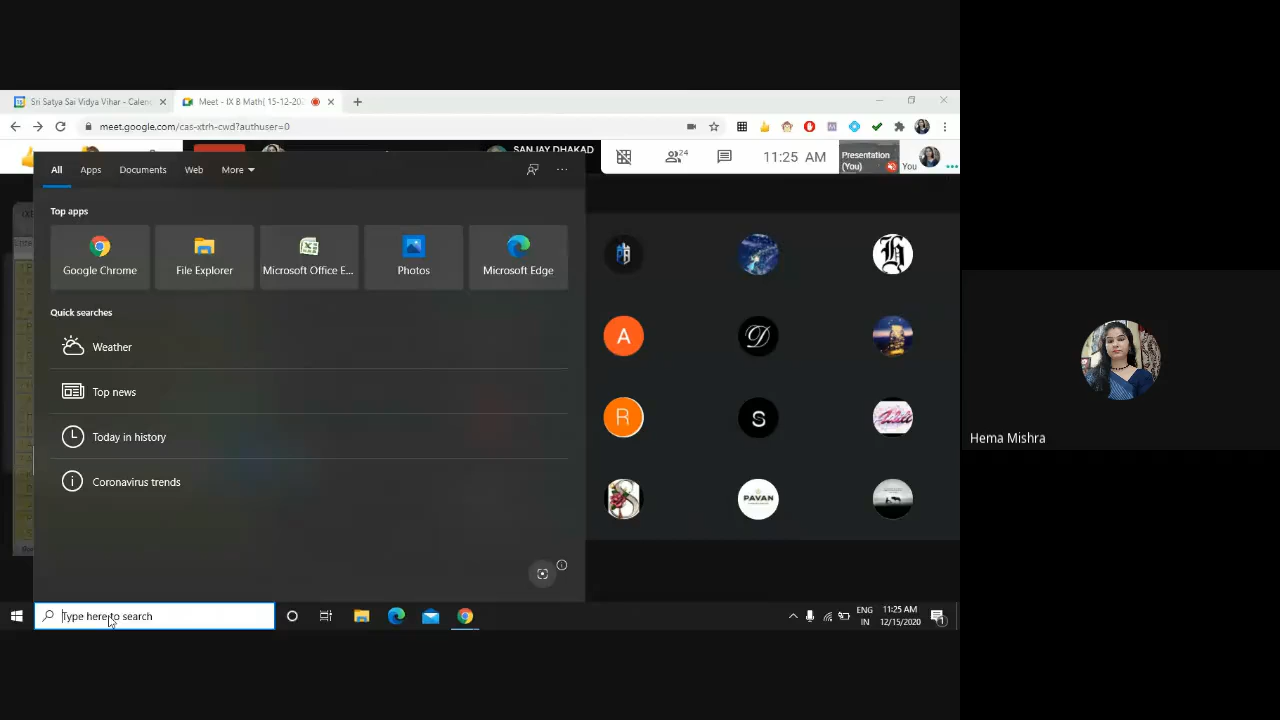 Sri Satya Sai Vidya Vihar - Calen
Meet - IX B Math( 15-12-202
meet.google.com/cas-xtrh-cwd?authuser=0
SANJAY DHAKAD
24
11:25 AM
Presentation
(You)
You
All
Apps
Documents
Web
More
Top apps
Google Chrome
File Explorer
Microsoft Office E...
Photos
Microsoft Edge
Quick searches
Weather
Top news
Today in history
Coronavirus trends
A
D
R
S
PAVAN
Hema Mishra
Type here to search
ENG
IN
11:25 AM
12/15/2020
1